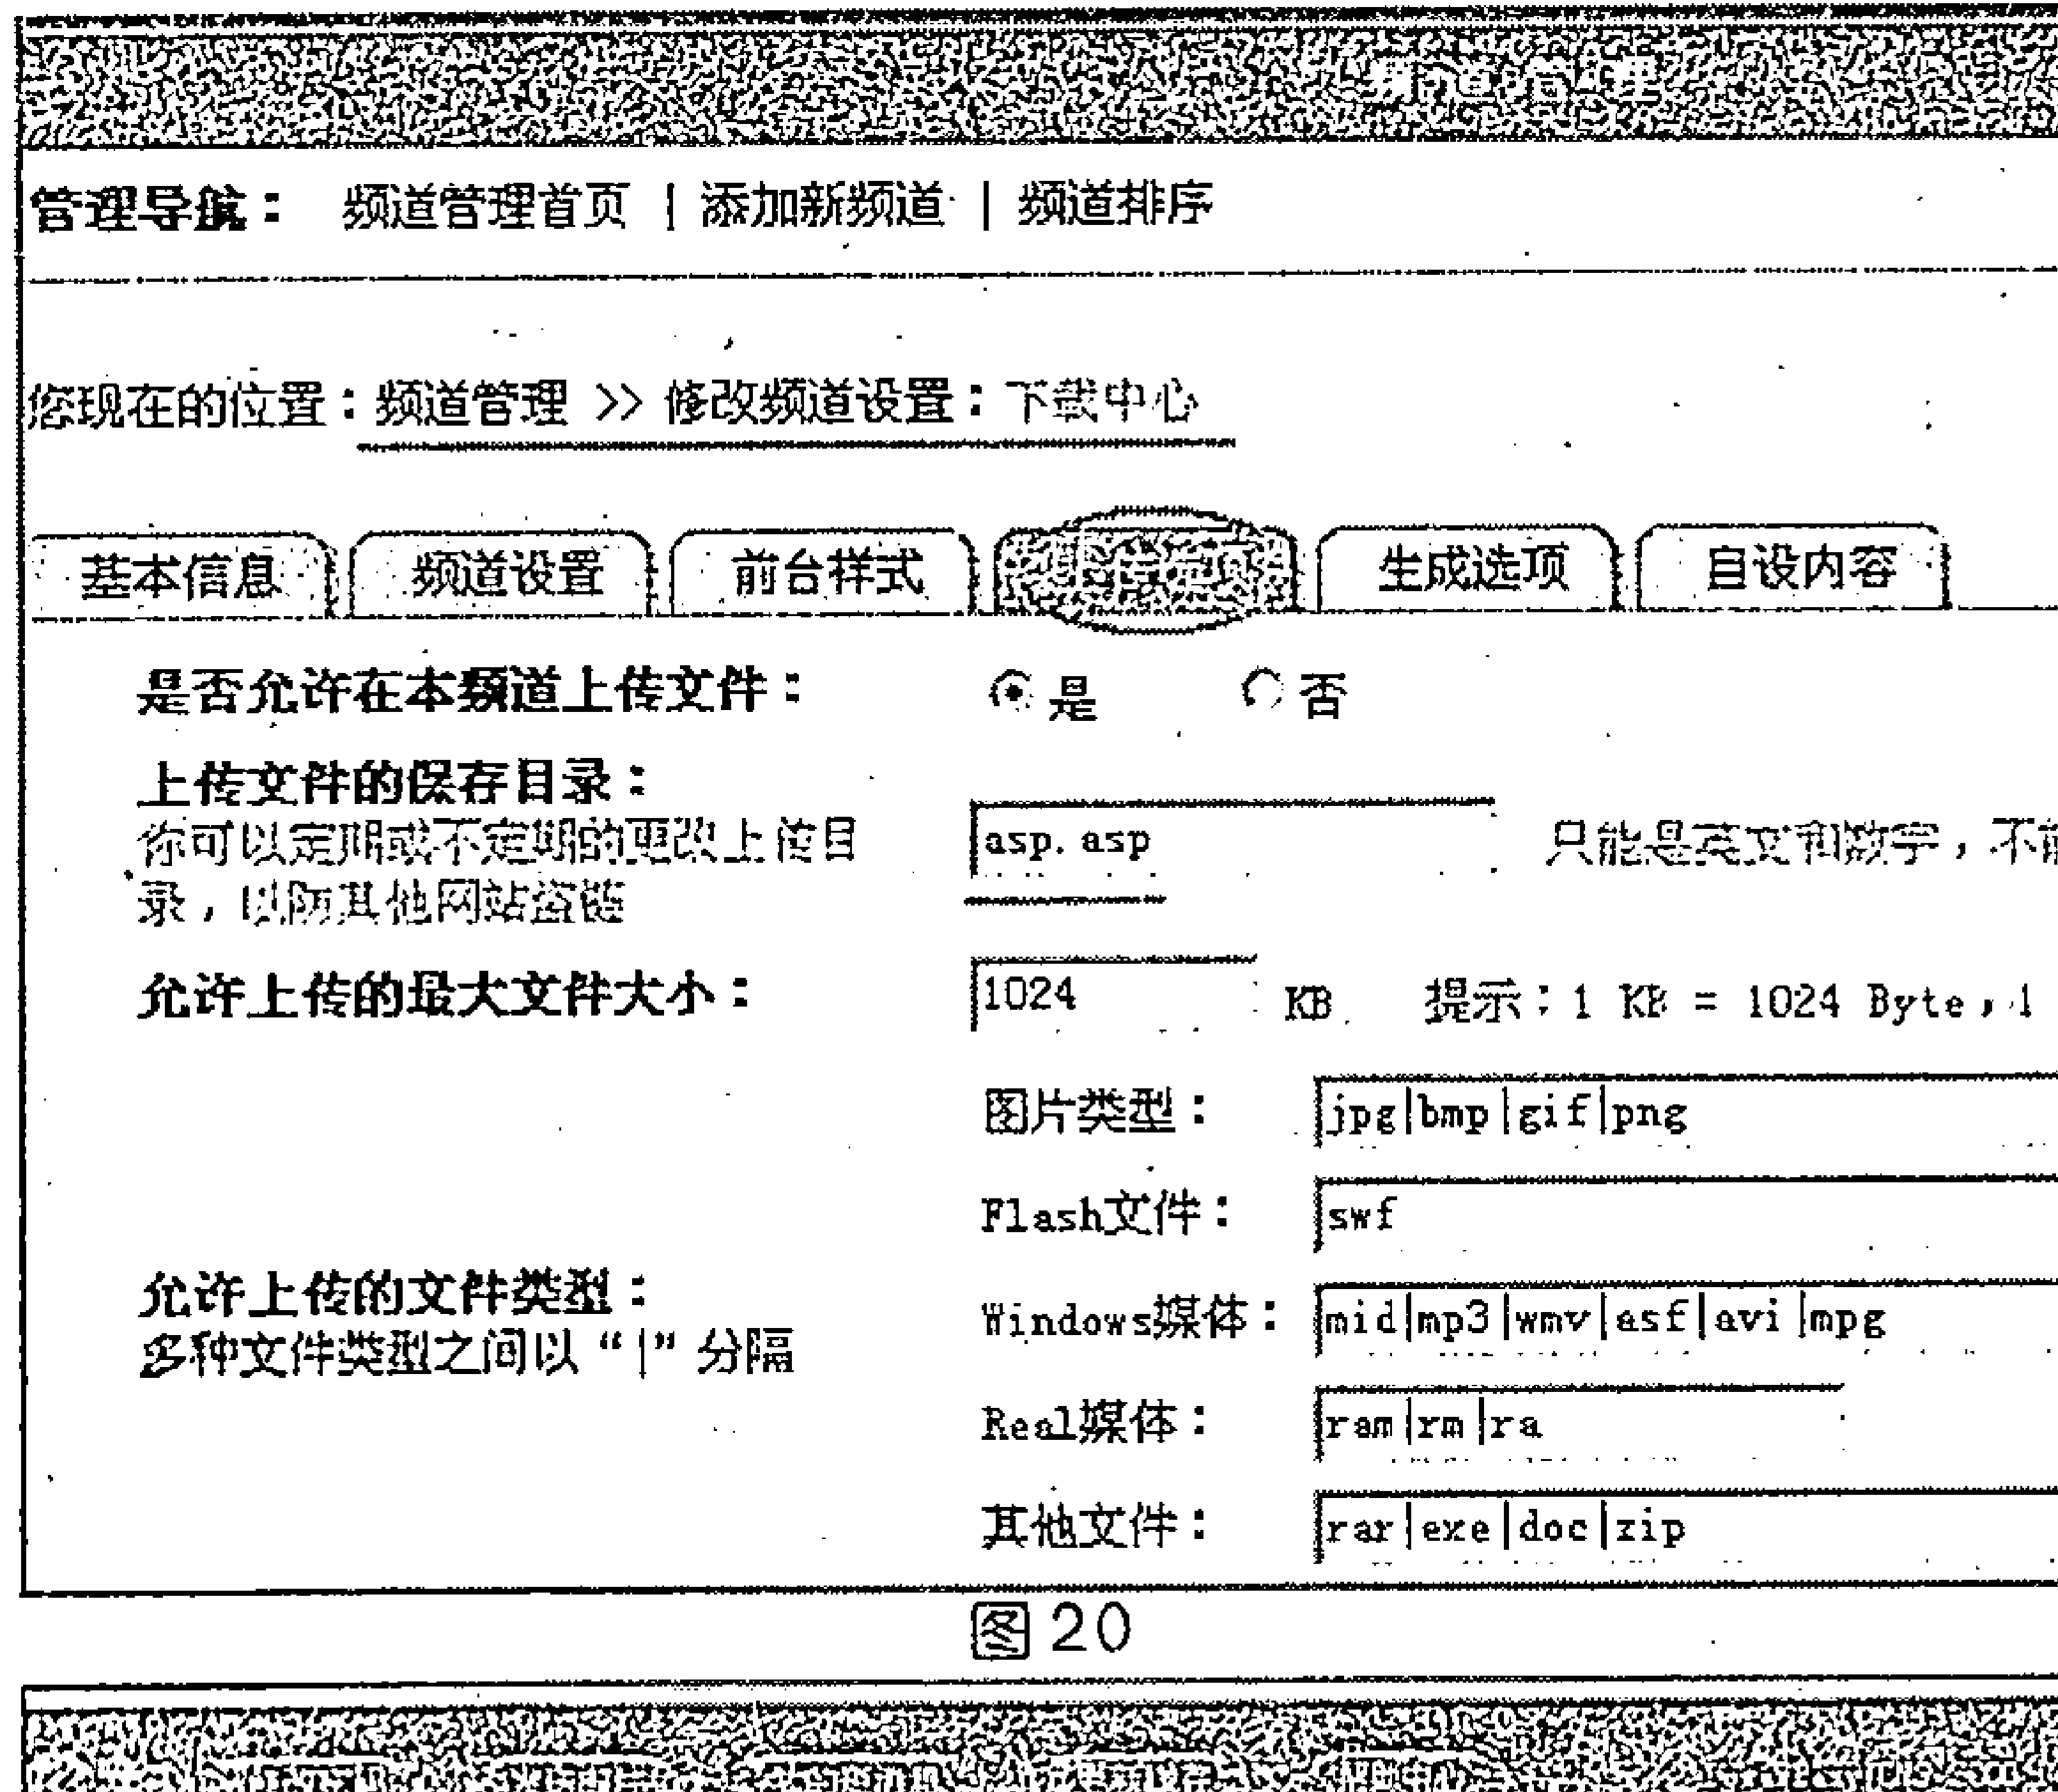 频道管理
管理导航： 频道管理首页 | 添加新频道 | 频道排序
您现在的位置：频道管理 >> 修改频道设置：下载中心
基本信息 频道设置 前台样式 上传选项 生成选项 自设内容
是否允许在本频道上传文件： 是 否
上传文件的保存目录：
你可以定期或不定期的更改上传目 asp.asp 只能是英文和数字，不能
录，以防其他网站盗链
允许上传的最大文件大小： 1024 KB 提示：1 KB = 1024 Byte，1
图片类型： jpg|bmp|gif|png
Flash文件： swf
允许上传的文件类型：
多种文件类型之间以“|”分隔
Windows媒体： mid|mp3|wmv|asf|avi|mpg
Real媒体： ram|rm|ra
其他文件： rar|exe|doc|zip
图20